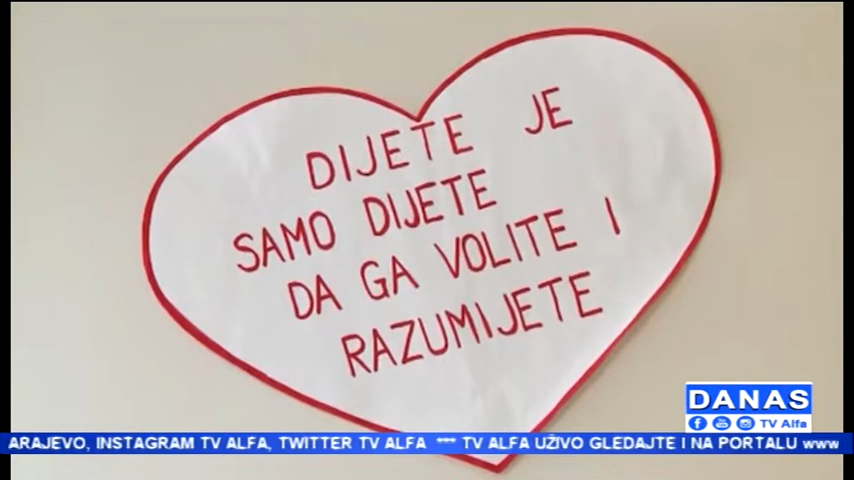 DIJETE JE
SAMO DIJETE
DA GA VOLITE I
RAZUMIJETE
DANAS
TV Alfa
ARAJEVO, INSTAGRAM TV ALFA, TWITTER TV ALFA *** TV ALFA UŽIVO GLEDAJTE I NA PORTALU www